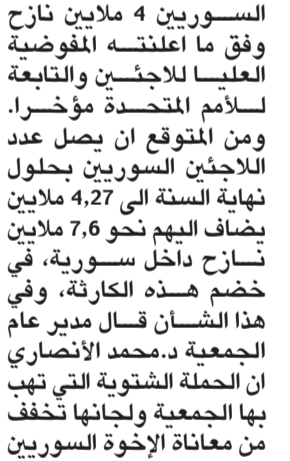 السوريين 4 ملايين نازح
وفق ما اعلنته المفوضية
العليا للاجئين والتابعة
للأمم المتحدة مؤخرا.
ومن المتوقع ان يصل عدد
اللاجئين السوريين بحلول
نهاية السنة الى 4,27 ملايين
يضاف اليهم نحو 7,6 ملايين
نازح داخل سورية، في
خضم هذه الكارثة، وفي
هذا الشأن قال مدير عام
الجمعية د.محمد الأنصاري
ان الحملة الشتوية التي تهب
بها الجمعية ولجانها تخفف
من معاناة الإخوة السوريين